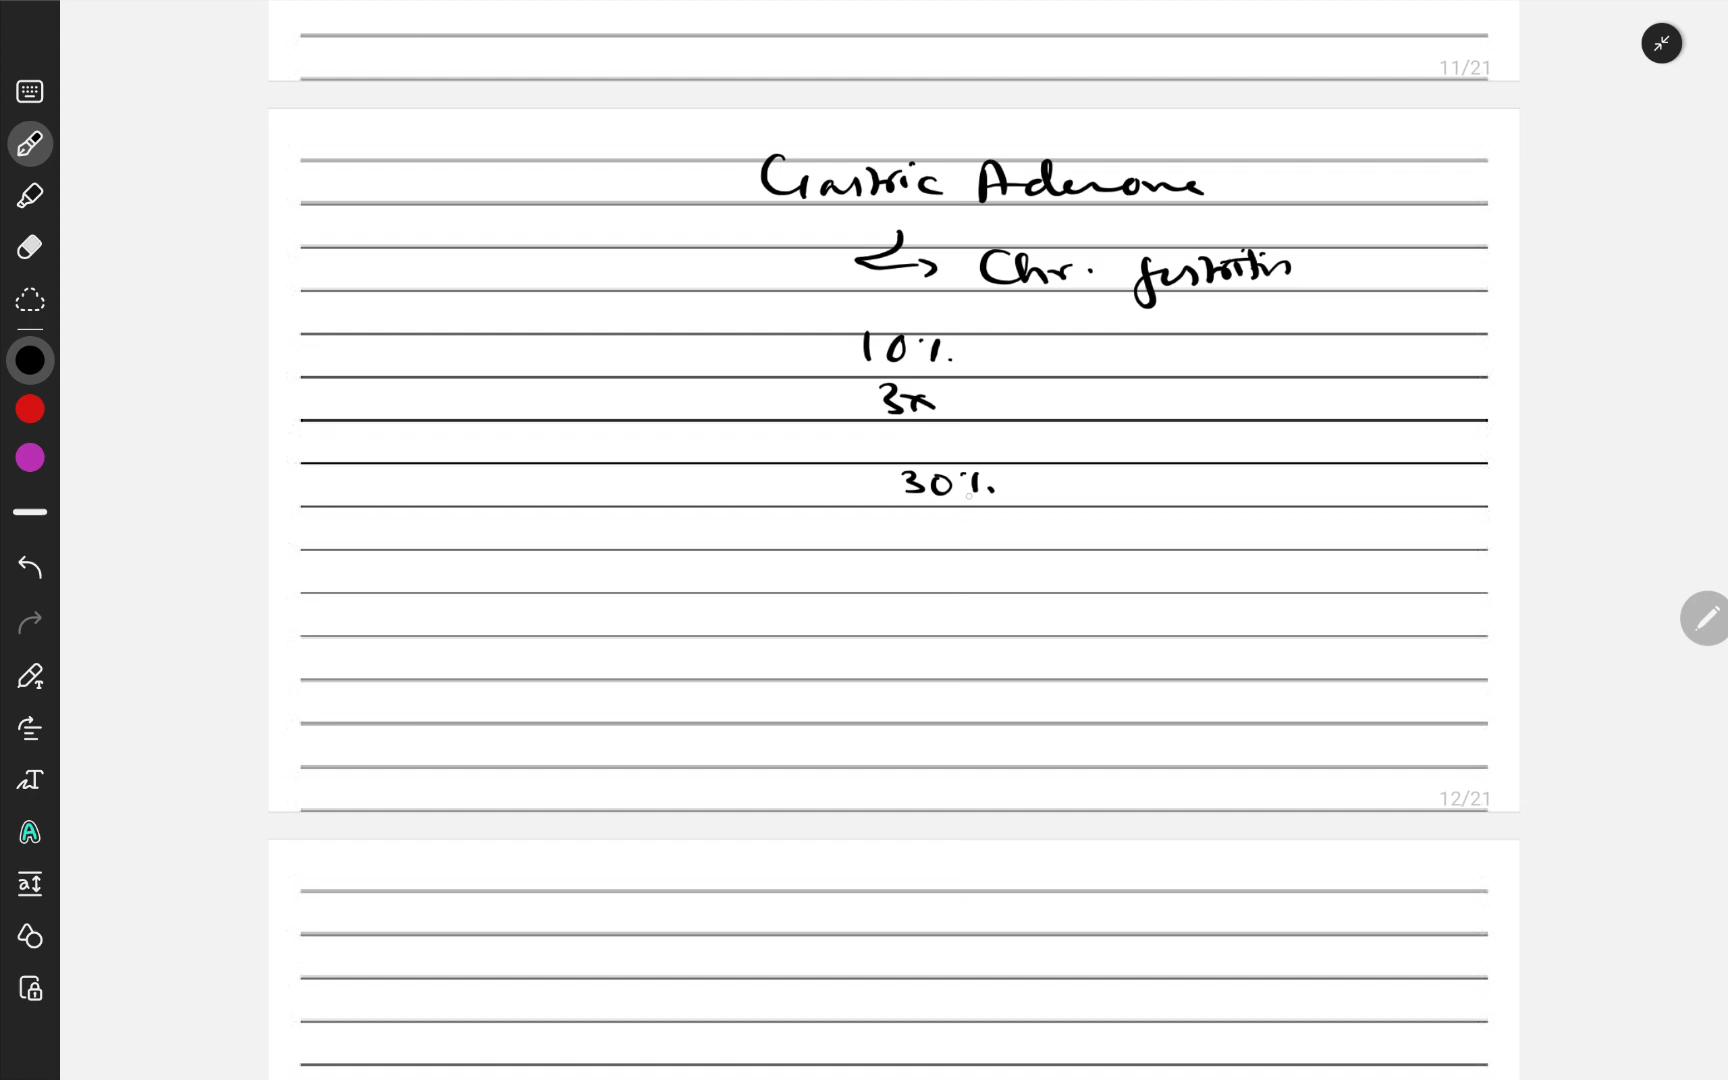 11/21
Gastric Adenoma
Chr. gastritis
10%.
3x
30%.
12/21